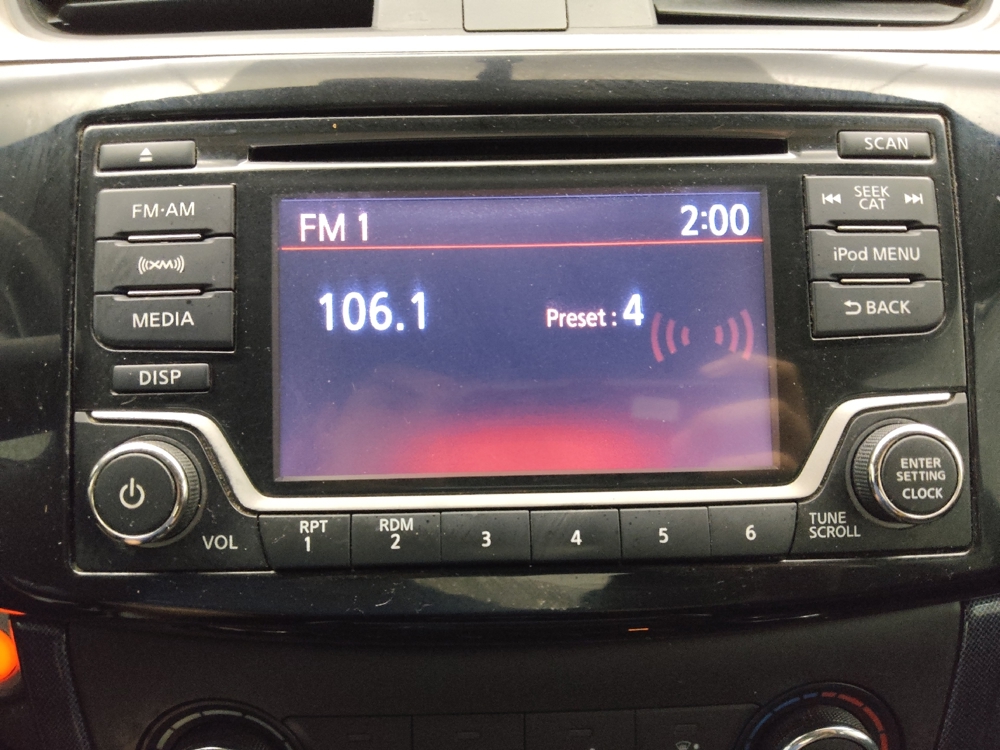 SCAN
FM·AM
SEEK
CAT
XM
iPod MENU
MEDIA
BACK
DISP
FM 1
2:00
106.1
Preset : 4
VOL
RPT
1
RDM
2
3
4
5
6
TUNE
SCROLL
ENTER
SETTING
CLOCK